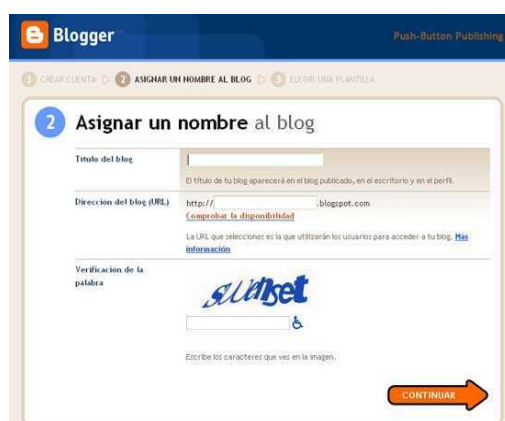 Blogger
Push-Button Publishing
1 CREAR CUENTA 2 ASIGNAR UN NOMBRE AL BLOG 3 ELEGIR UNA PLANTILLA
2 Asignar un nombre al blog
Título del blog
El título de tu blog aparecerá en el blog publicado, en el escritorio y en el perfil.
Dirección del blog (URL)
http:// .blogspot.com
Comprobar la disponibilidad
La URL que selecciones es la que utilizarán los usuarios para acceder a tu blog. Más
información
Verificación de la
palabra
Escribe los caracteres que ves en la imagen.
CONTINUAR